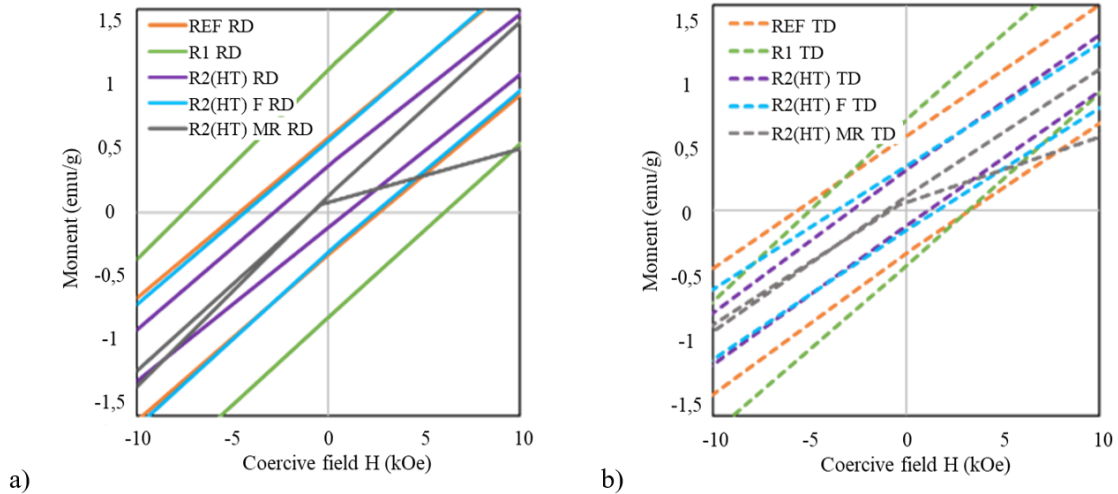 1,5
1
0,5
0
-0,5
-1
-1,5
Moment (emu/g)
REF RD
R1 RD
R2(HT) RD
R2(HT) F RD
R2(HT) MR RD
-10
-5
0
5
10
Coercive field H (kOe)
a)
1,5
1
0,5
0
-0,5
-1
-1,5
Moment (emu/g)
REF TD
R1 TD
R2(HT) TD
R2(HT) F TD
R2(HT) MR TD
-10
-5
0
5
10
Coercive field H (kOe)
b)